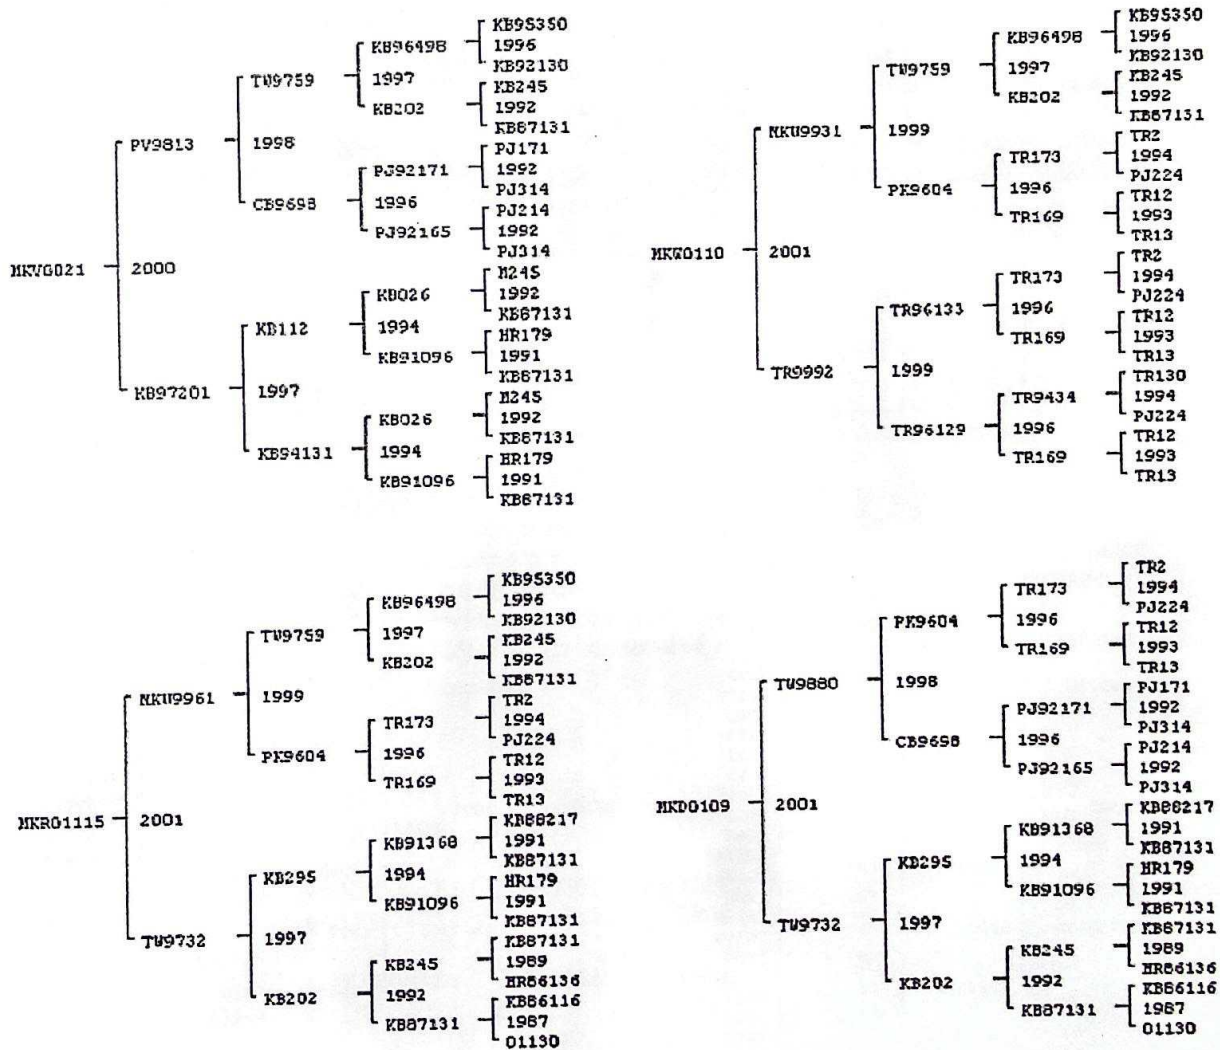 KB95350
KB96498 1996
KB92130
TW9759 1997
KB245
KB202 1992
KB87131
PV9813 1998
PJ171
PJ92171 1992
PJ314
CB9698 1996
PJ214
PJ92165 1992
PJ314
MKVG021 2000
M245
KB026 1992
KB87131
KB112 1994
HR179
KB91096 1991
KB87131
KB97201 1997
M245
KB026 1992
KB87131
KB94131 1994
HR179
KB91096 1991
KB87131
KB95350
KB96498 1996
KB92130
TW9759 1997
KB245
KB202 1992
KB87131
MKU9931 1999
TR2
TR173 1994
PJ224
PK9604 1996
TR12
TR169 1993
TR13
MKW0110 2001
TR2
TR173 1994
PJ224
TR96133 1996
TR12
TR169 1993
TR13
TR9992 1999
TR130
TR9434 1994
PJ224
TR96129 1996
TR12
TR169 1993
TR13
KB95350
KB96498 1996
KB92130
TW9759 1997
KB245
KB202 1992
KB87131
MKU9961 1999
TR2
TR173 1994
PJ224
PK9604 1996
TR12
TR169 1993
TR13
MKR01115 2001
KB88217
KB91368 1991
KB87131
KB295 1994
HR179
KB91096 1991
KB87131
TW9732 1997
KB87131
KB245 1989
HR86136
KB202 1992
KB86116
KB87131 1987
O1130
TR2
TR173 1994
PJ224
PK9604 1996
TR12
TR169 1993
TR13
TW9880 1998
PJ171
PJ92171 1992
PJ314
CB9698 1996
PJ214
PJ92165 1992
PJ314
MKD0109 2001
KB88217
KB91368 1991
KB87131
KB295 1994
HR179
KB91096 1991
KB87131
TW9732 1997
KB87131
KB245 1989
HR86136
KB202 1992
KB86116
KB87131 1987
O1130